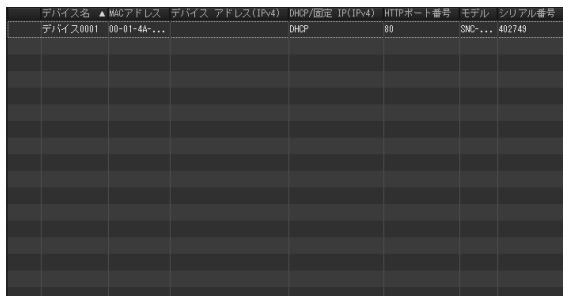 デバイス名 ▲ MACアドレス デバイス アドレス(IPv4) DHCP/固定 IP(IPv4) HTTPポート番号 モデル シリアル番号
デバイス0001 00-01-4A-... DHCP 80 SNC-... 402749